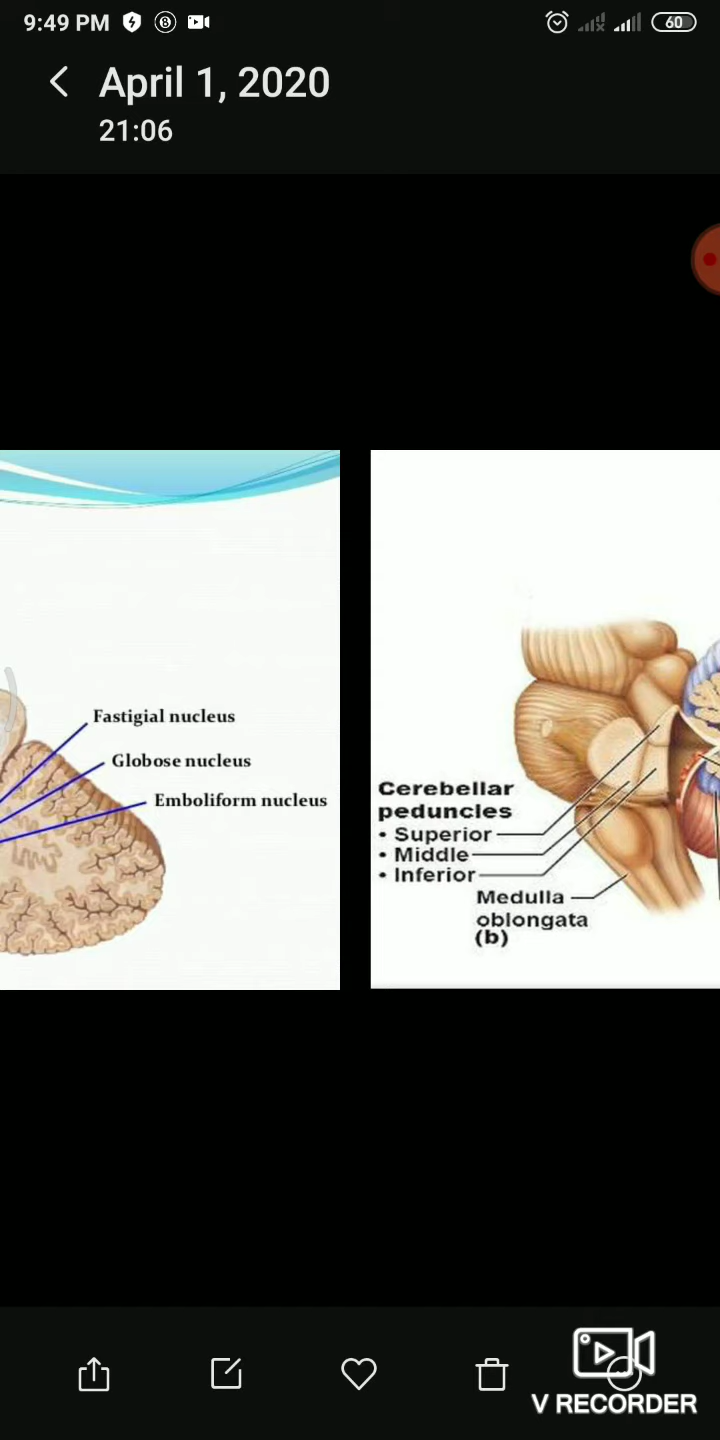 9:49 PM
60
April 1, 2020
21:06
Fastigial nucleus
Globose nucleus
Emboliform nucleus
Cerebellar
peduncles
• Superior
• Middle
• Inferior
Medulla
oblongata
(b)
V RECORDER